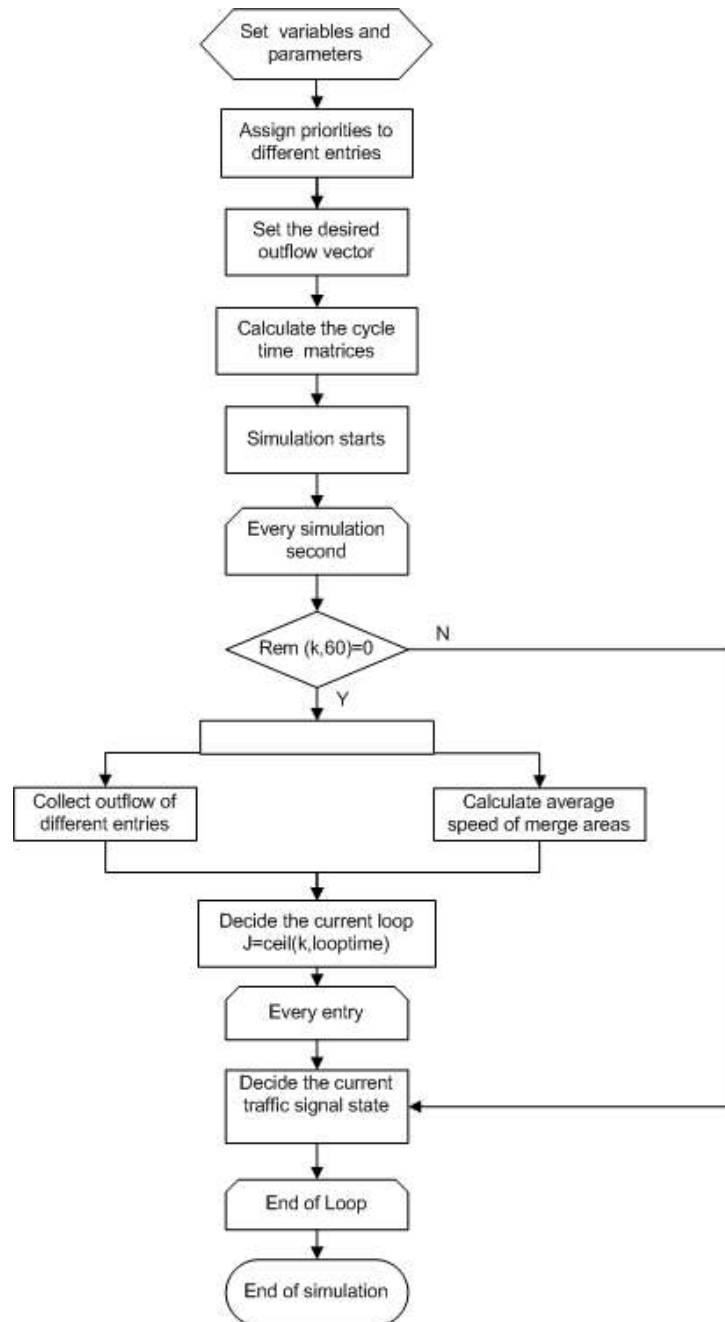 Set variables and
parameters
Assign priorities to
different entries
Set the desired
outflow vector
Calculate the cycle
time matrices
Simulation starts
Every simulation
second
Rem (k,60)=0
N
Y
Collect outflow of
different entries
Calculate average
speed of merge areas
Decide the current loop
J=ceil(k,looptime)
Every entry
Decide the current
traffic signal state
End of Loop
End of simulation